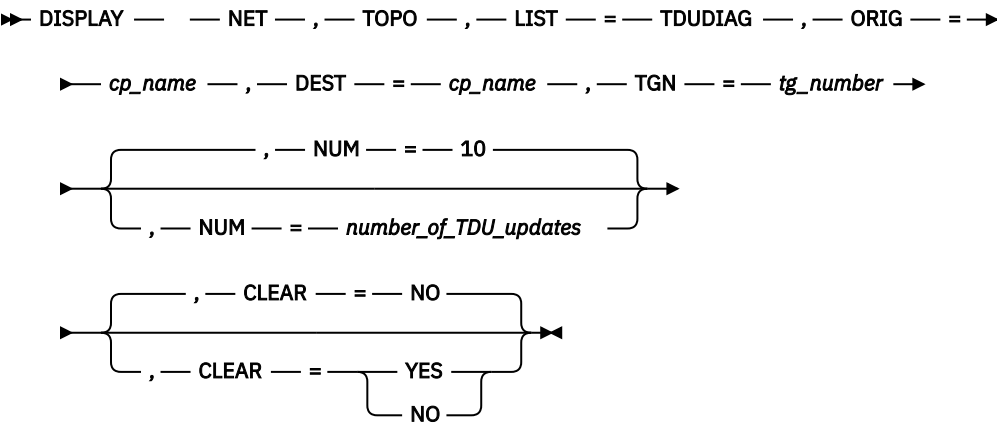 DISPLAY NET , TOPO , LIST = TDUDIAG , ORIG =
cp_name , DEST = cp_name , TGN = tg_number
, NUM = 10
, NUM = number_of_TDU_updates
, CLEAR = NO
, CLEAR = YES
NO